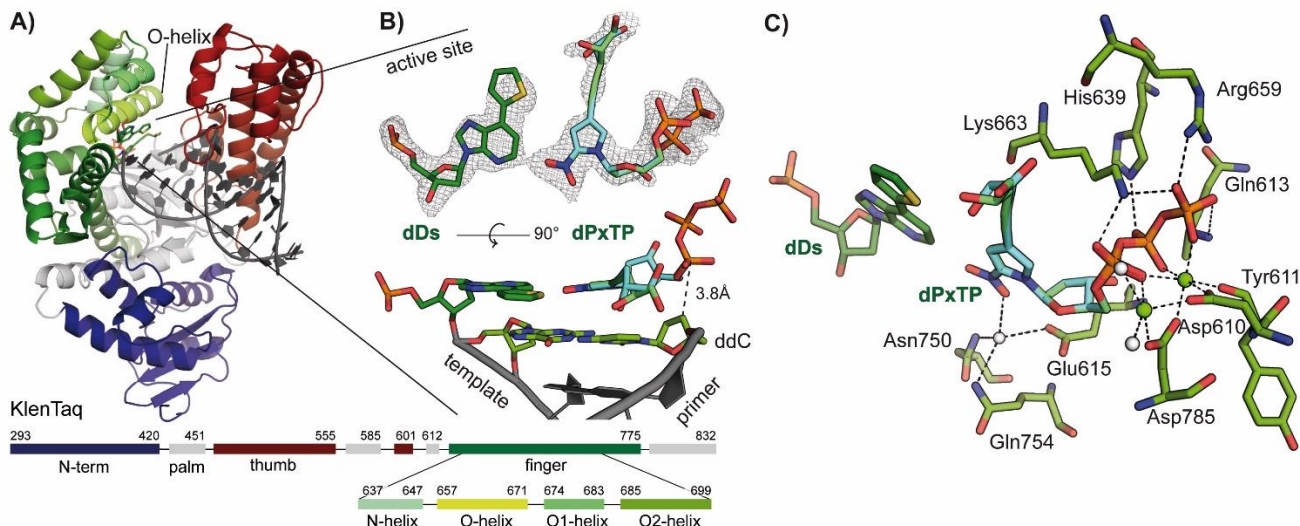 A)
O-helix
active site
B)
dDs
90°
dPxTP
3.8Å
ddC
template
primer
C)
His639
Arg659
Lys663
Gln613
dDs
dPxTP
Tyr611
Asp610
Asn750
Glu615
Asp785
Gln754
KlenTaq
293 420 451 555 585 601 612 775 832
N-term palm thumb finger
637 647 657 671 674 683 685 699
N-helix O-helix O1-helix O2-helix